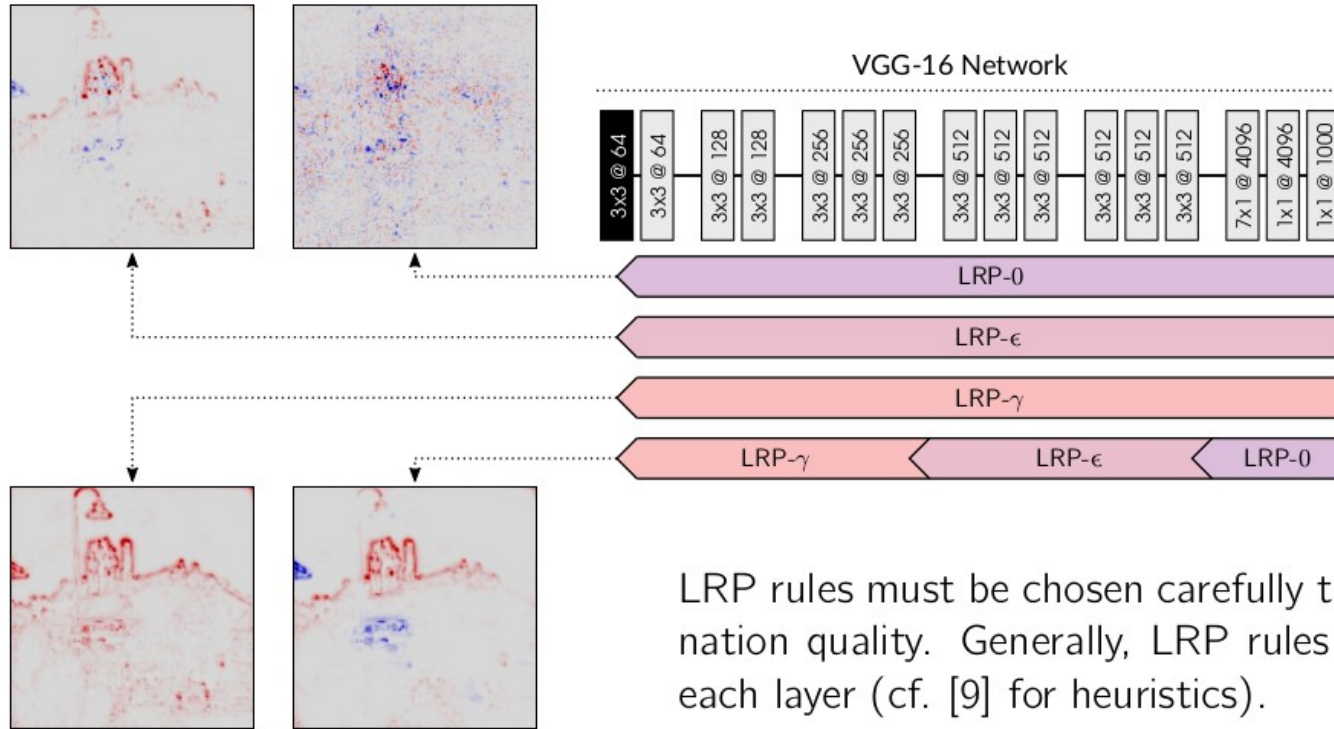 VGG-16 Network
3x3 @ 64
3x3 @ 64
3x3 @ 128
3x3 @ 128
3x3 @ 256
3x3 @ 256
3x3 @ 256
3x3 @ 512
3x3 @ 512
3x3 @ 512
3x3 @ 512
3x3 @ 512
3x3 @ 512
7x1 @ 4096
1x1 @ 4096
1x1 @ 1000
LRP-0
LRP-ϵ
LRP-γ
LRP-γ LRP-ϵ LRP-0
LRP rules must be chosen carefully t
nation quality. Generally, LRP rules
each layer (cf. [9] for heuristics).